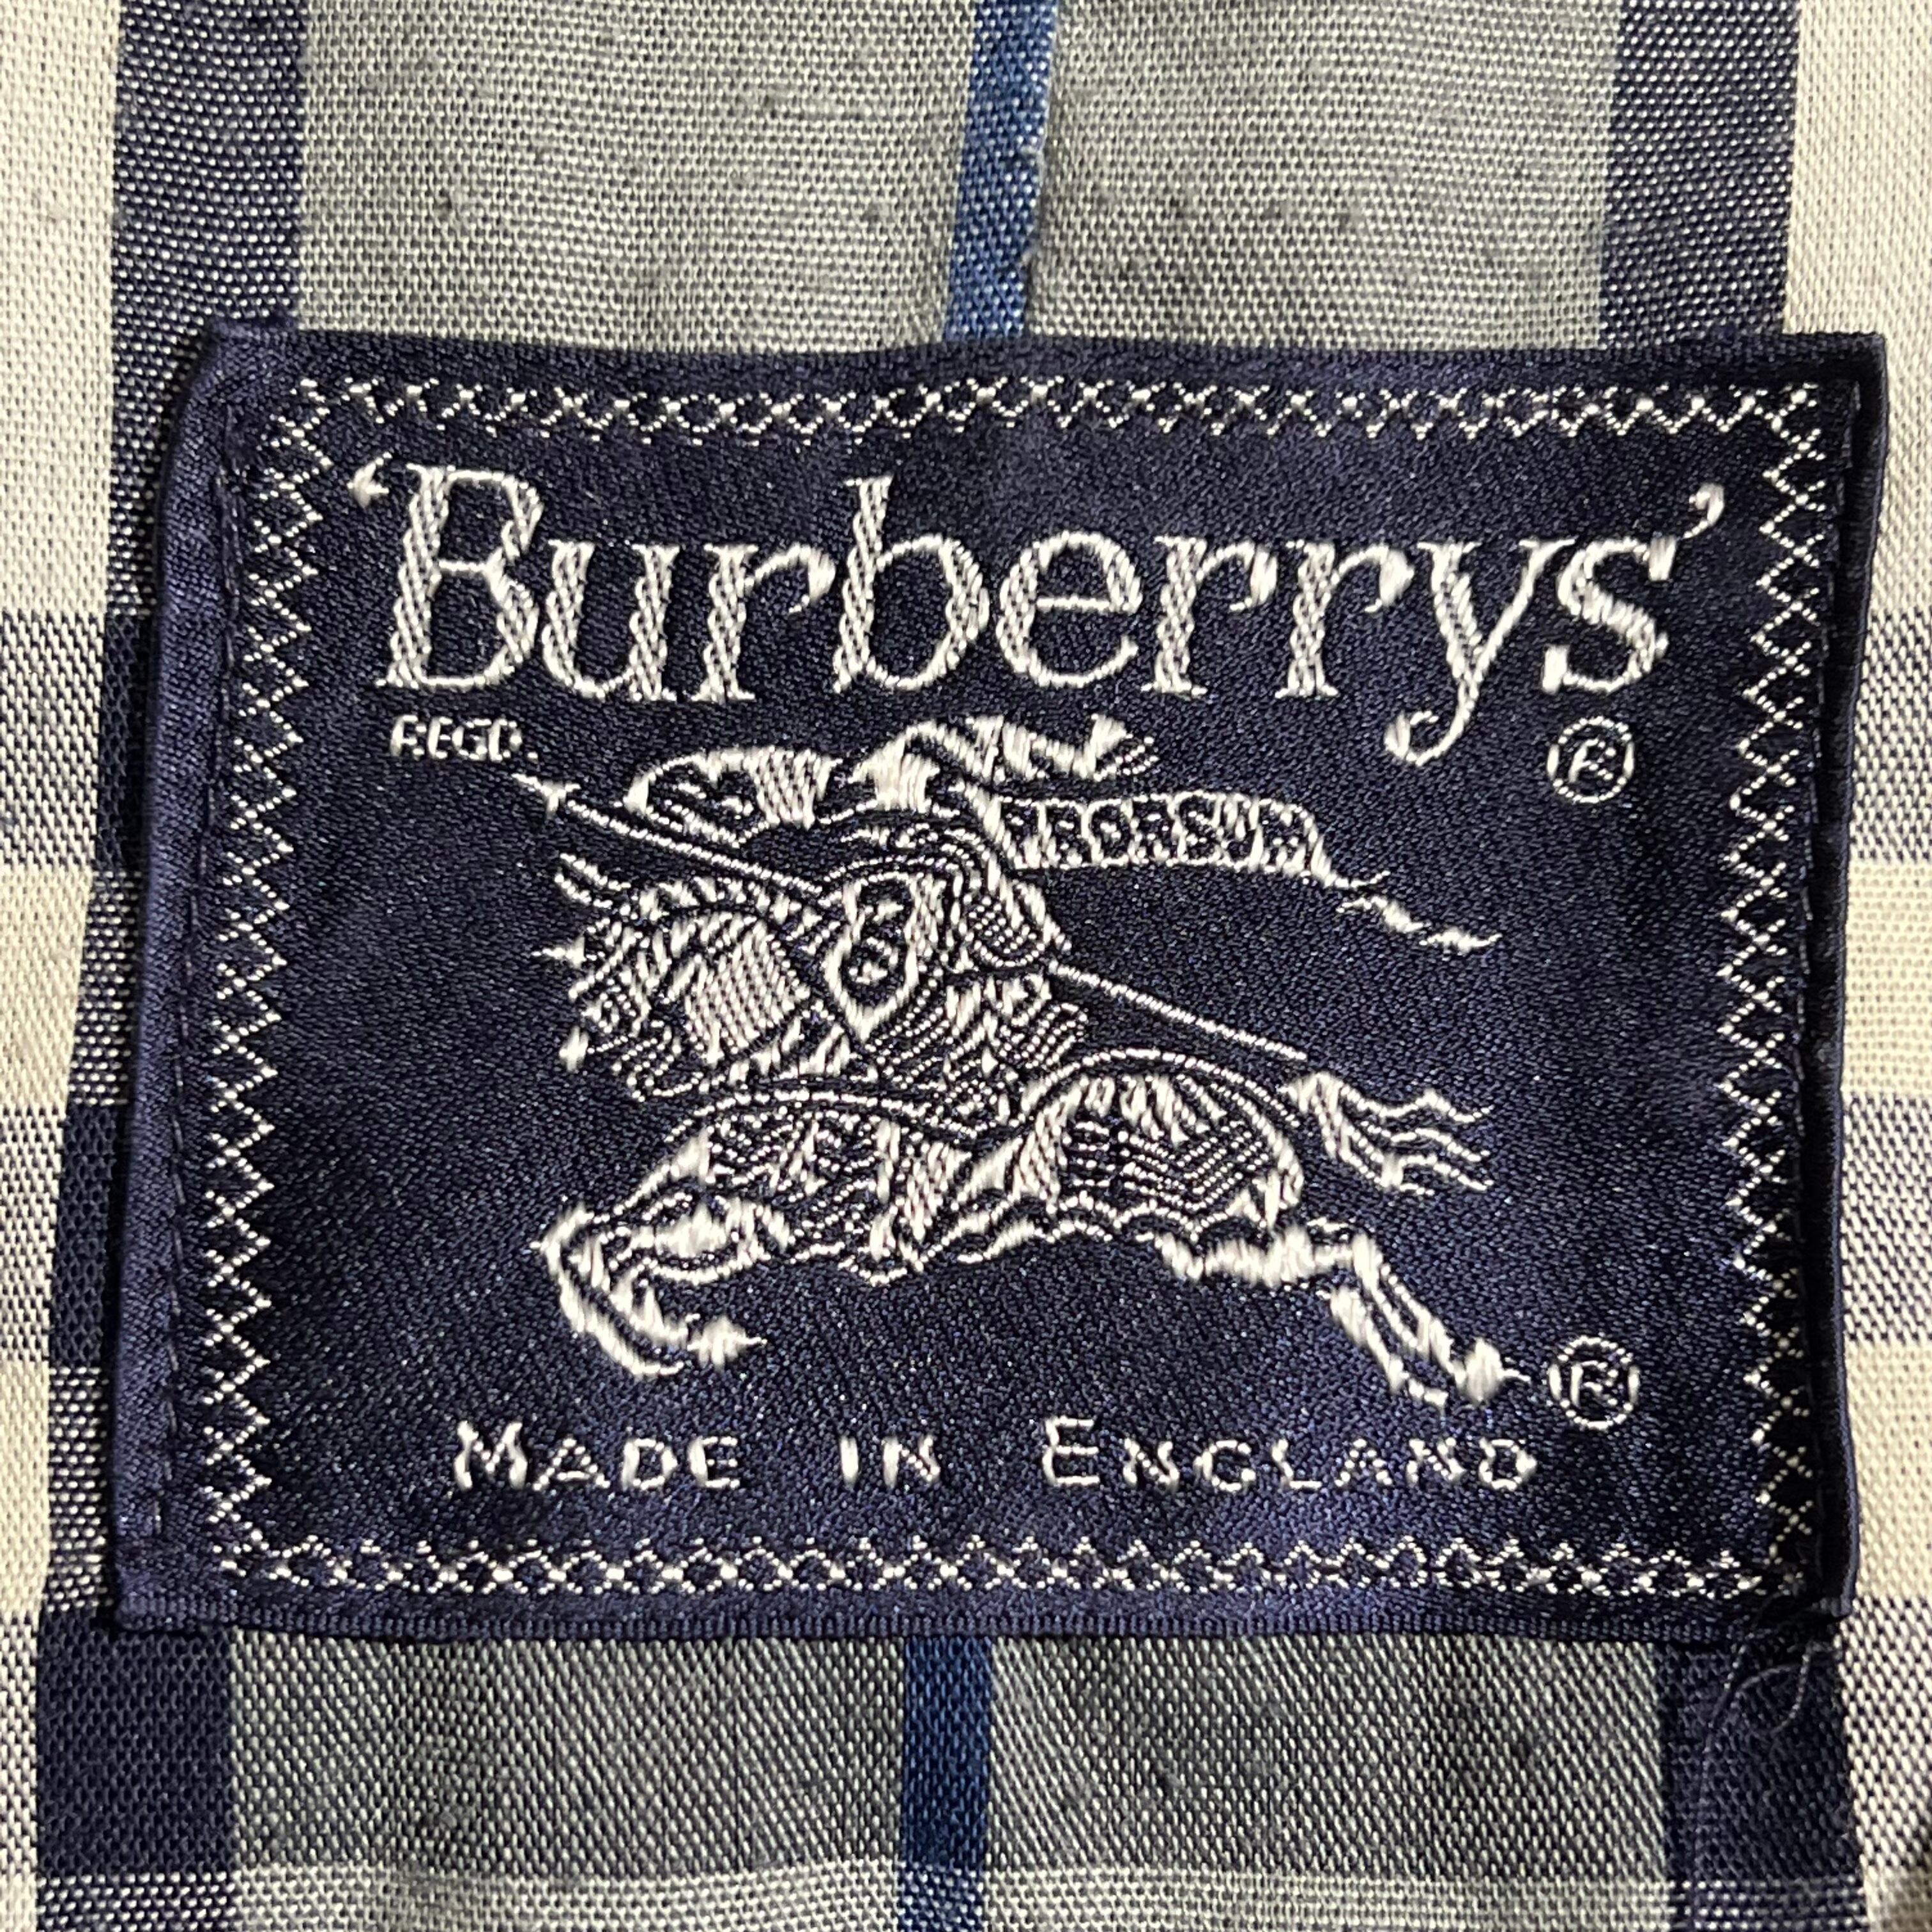 ‘Burberrys’
REGD. ®
PRORSUM
B
®
MADE IN ENGLAND